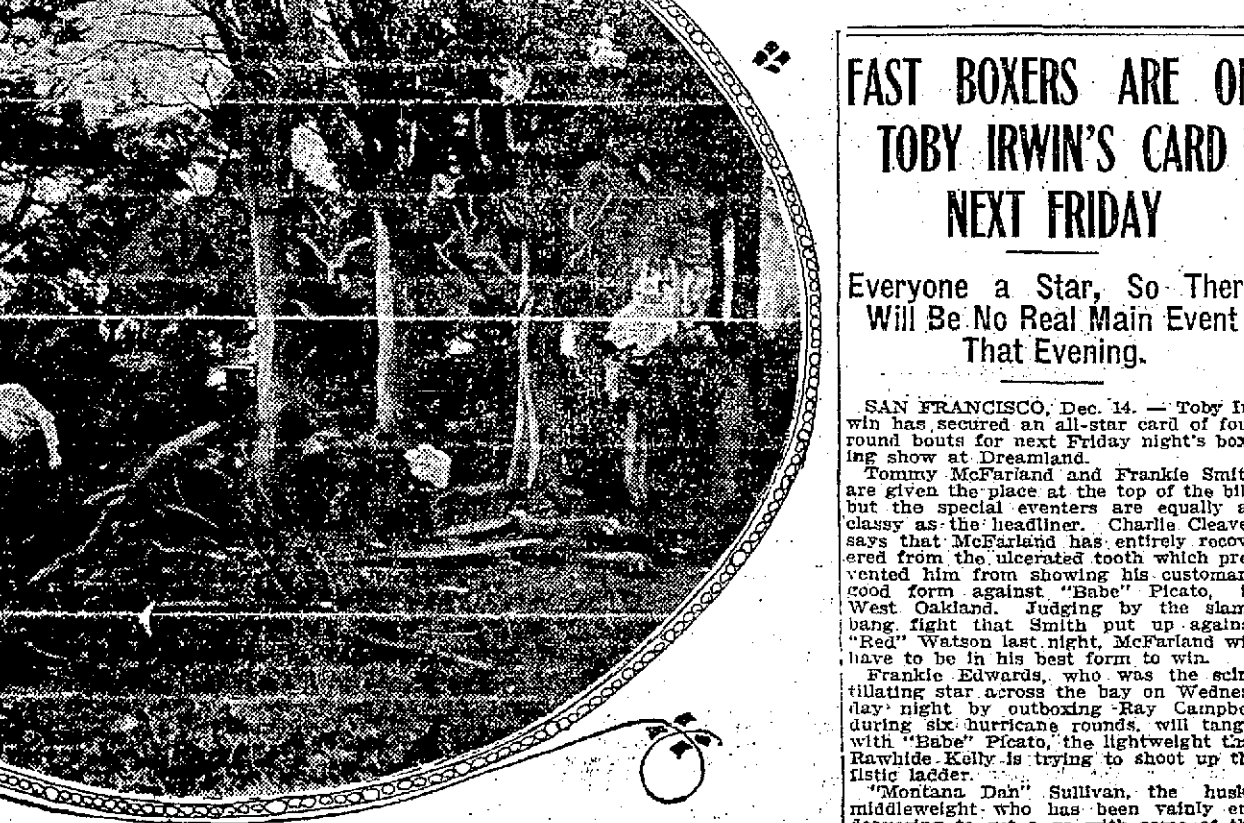 FAST BOXERS ARE O
TOBY IRWIN'S CARD
NEXT FRIDAY
Everyone a Star, So Ther
Will Be No Real Main Event
That Evening.
SAN FRANCISCO, Dec. 14. — Toby Ir
win has secured an all-star card of fou
round bouts for next Friday night's box
ing show at Dreamland.
Tommy McFarland and Frankie Smit
are given the place at the top of the bil
but the special eventers are equally a
classy as the headliner. Charlie Cleave
says that McFarland has entirely recov
ered from the ulcerated tooth which pre
vented him from showing his customar
good form against "Babe" Picato,
West Oakland. Judging by the slam
bang fight that Smith put up agains
"Red" Watson last night, McFarland wi
have to be in his best form to win.
Frankie Edwards, who was the scin
tillating star across the bay on Wednes
day night by outboxing Ray Campbe
during six hurricane rounds, will tang
with "Babe" Picato, the lightweight tha
Rawhide Kelly is trying to shoot up th
fistic ladder.
"Montana Dan" Sullivan, the husk
middleweight who has been vainly en